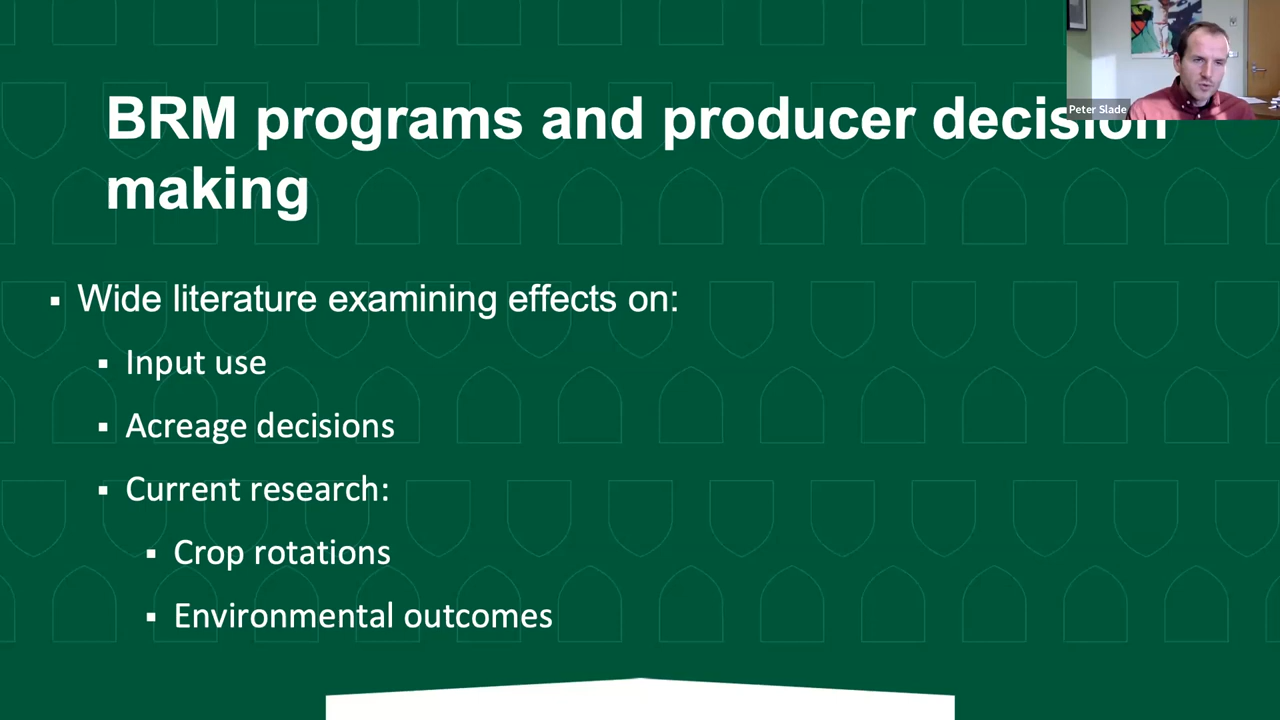 BRM programs and producer decision
making
Peter Slade
▪ Wide literature examining effects on:
▪ Input use
▪ Acreage decisions
▪ Current research:
▪ Crop rotations
▪ Environmental outcomes